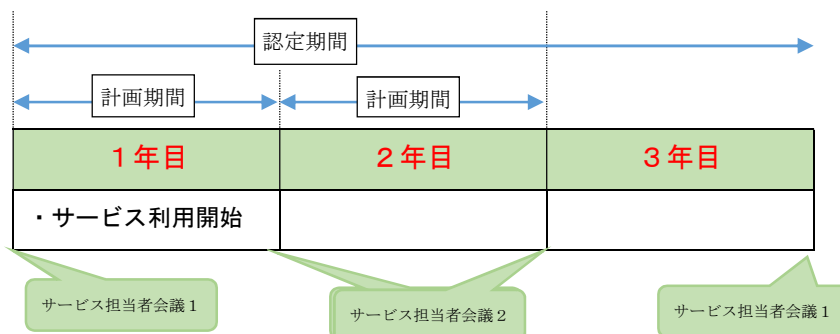 認定期間
計画期間
計画期間
1年目
2年目
3年目
・サービス利用開始
サービス担当者会議1
サービス担当者会議2
サービス担当者会議1